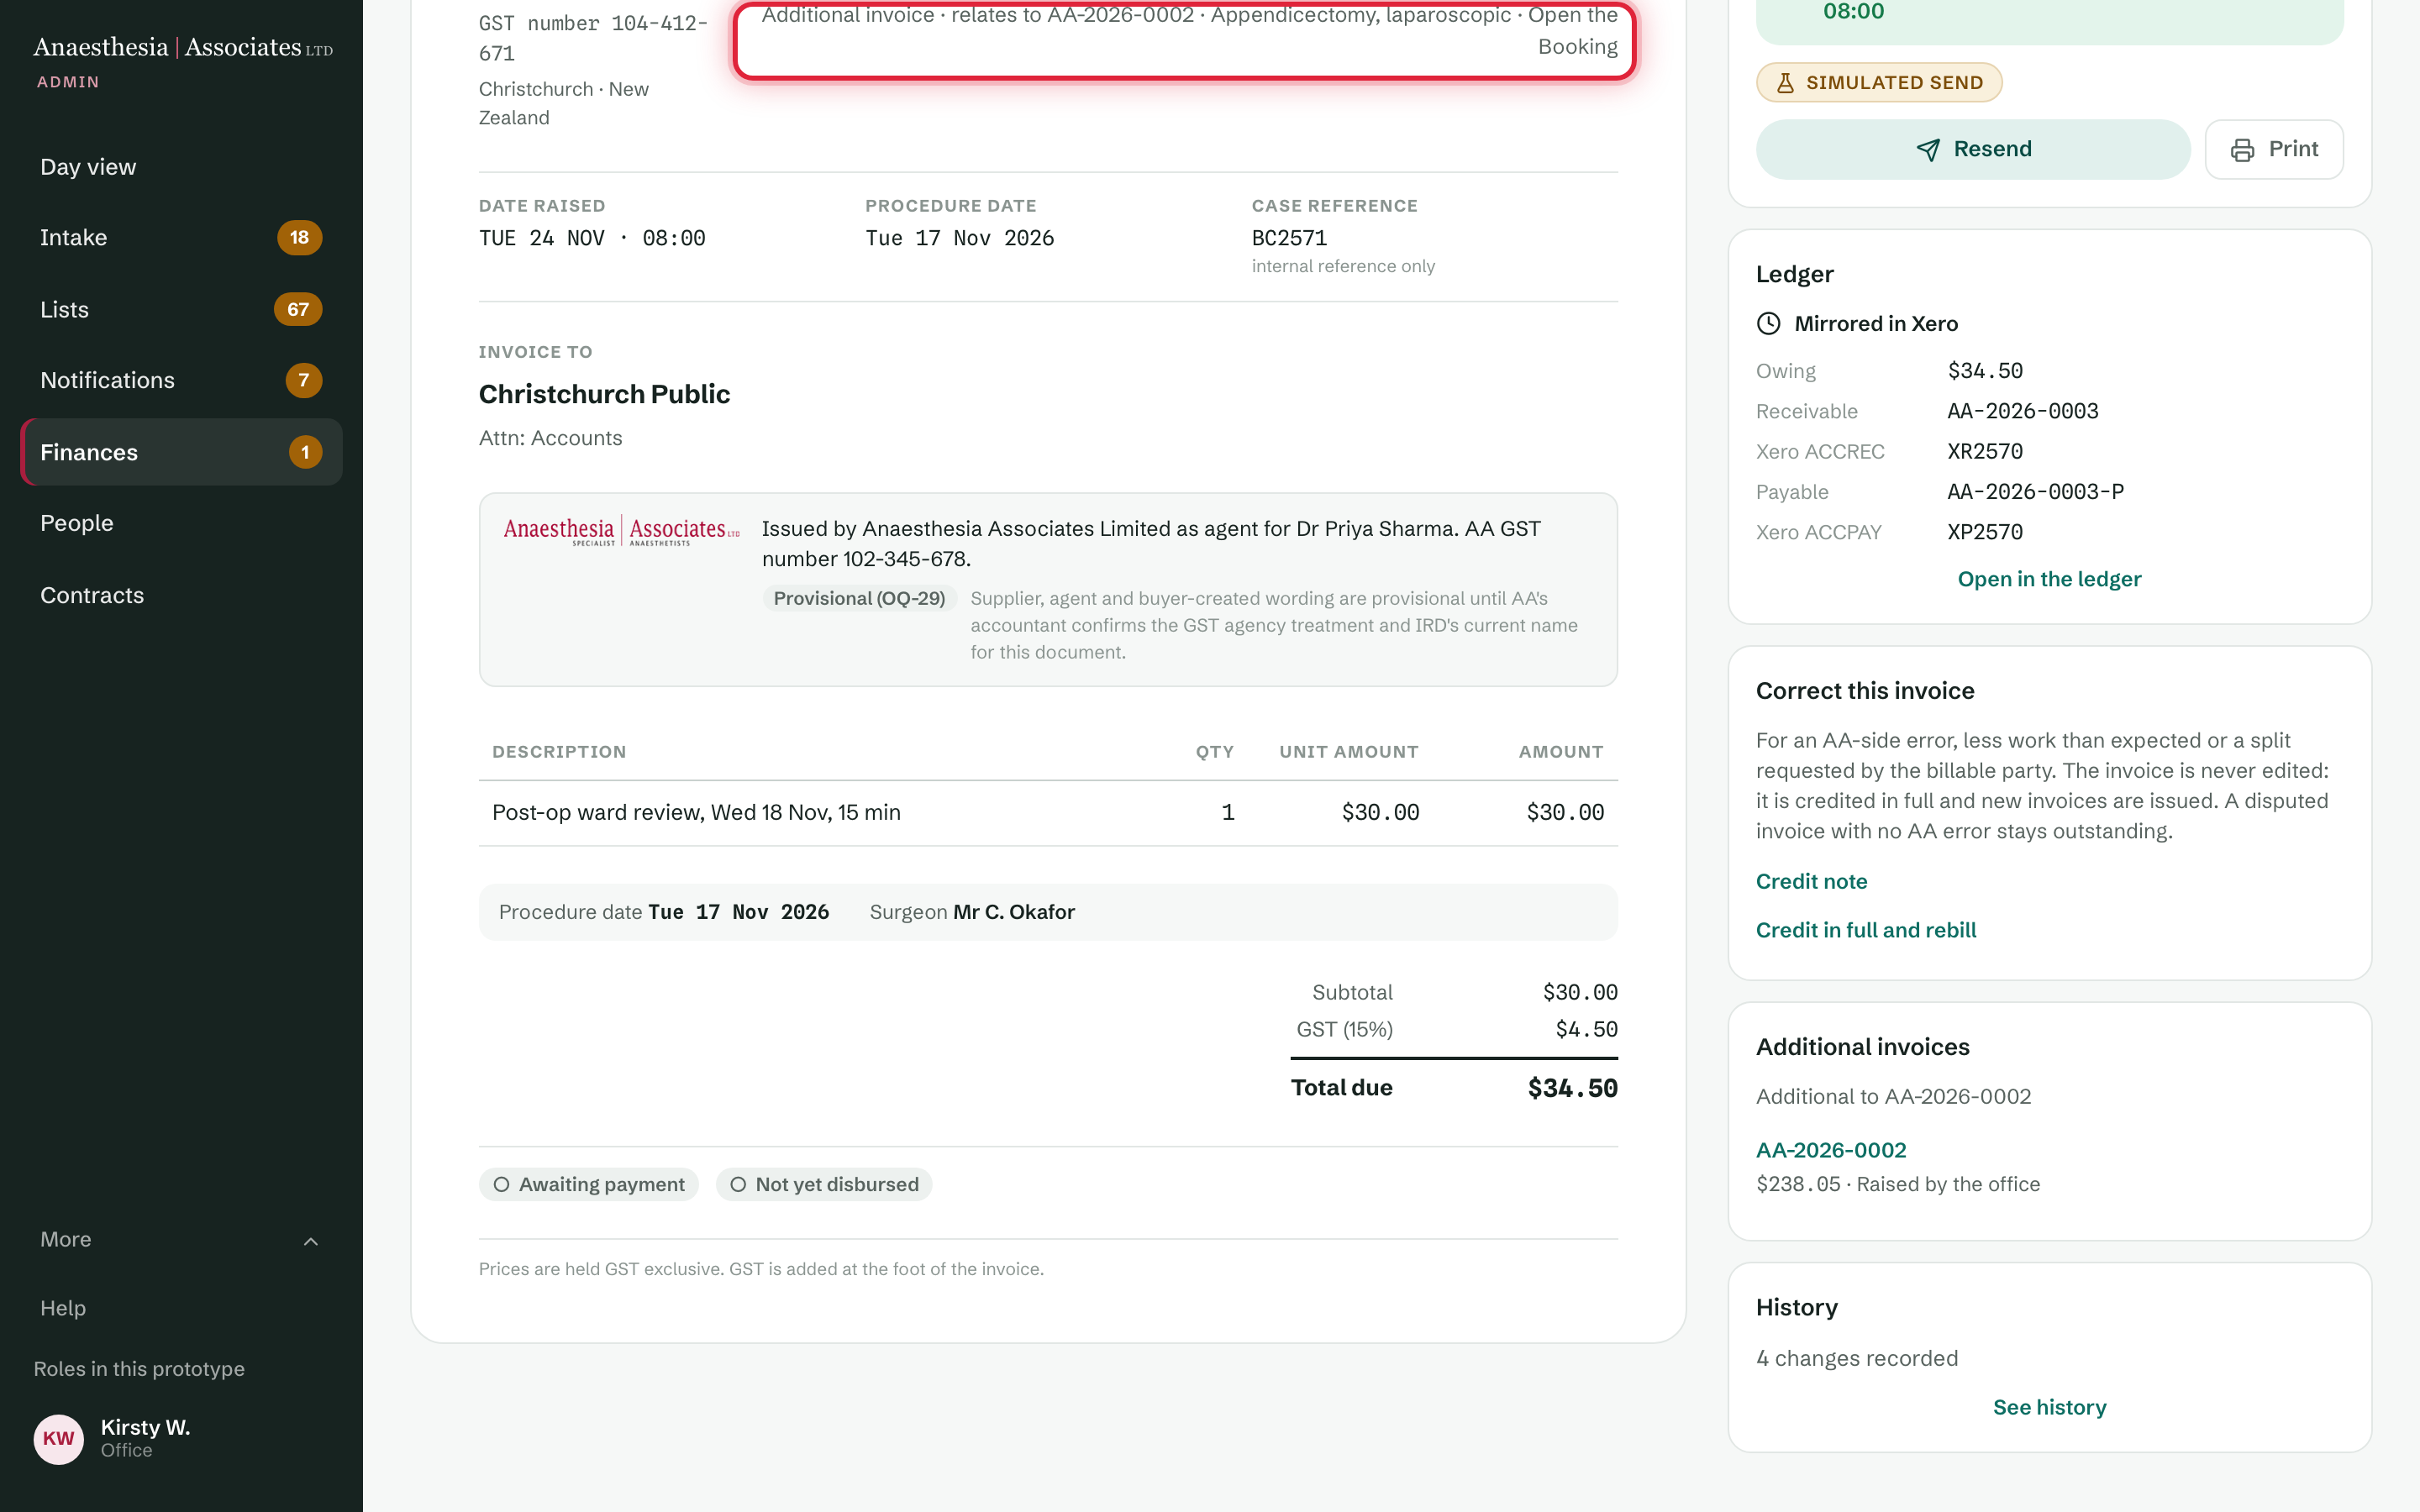 Anaesthesia | Associates LTD
ADMIN
Day view
Intake 18
Lists 67
Notifications 7
Finances 1
People
Contracts
More
Help
Roles in this prototype
KW
Kirsty W.
Office
GST number 104-412-
671
Christchurch · New
Zealand
Additional invoice · relates to AA-2026-0002 · Appendicectomy, laparoscopic · Open the
Booking
DATE RAISED
TUE 24 NOV · 08:00
PROCEDURE DATE
Tue 17 Nov 2026
CASE REFERENCE
BC2571
internal reference only
INVOICE TO
Christchurch Public
Attn: Accounts
Anaesthesia | Associates LTD
SPECIALIST ANAESTHETISTS
Issued by Anaesthesia Associates Limited as agent for Dr Priya Sharma. AA GST
number 102-345-678.
Provisional (OQ-29)
Supplier, agent and buyer-created wording are provisional until AA's
accountant confirms the GST agency treatment and IRD's current name
for this document.
DESCRIPTION QTY UNIT AMOUNT AMOUNT
Post-op ward review, Wed 18 Nov, 15 min 1 $30.00 $30.00
Procedure date Tue 17 Nov 2026 Surgeon Mr C. Okafor
Subtotal $30.00
GST (15%) $4.50
Total due $34.50
Awaiting payment Not yet disbursed
Prices are held GST exclusive. GST is added at the foot of the invoice.
08:00
SIMULATED SEND
Resend Print
Ledger
Mirrored in Xero
Owing $34.50
Receivable AA-2026-0003
Xero ACCREC XR2570
Payable AA-2026-0003-P
Xero ACCPAY XP2570
Open in the ledger
Correct this invoice
For an AA-side error, less work than expected or a split
requested by the billable party. The invoice is never edited:
it is credited in full and new invoices are issued. A disputed
invoice with no AA error stays outstanding.
Credit note
Credit in full and rebill
Additional invoices
Additional to AA-2026-0002
AA-2026-0002
$238.05 · Raised by the office
History
4 changes recorded
See history